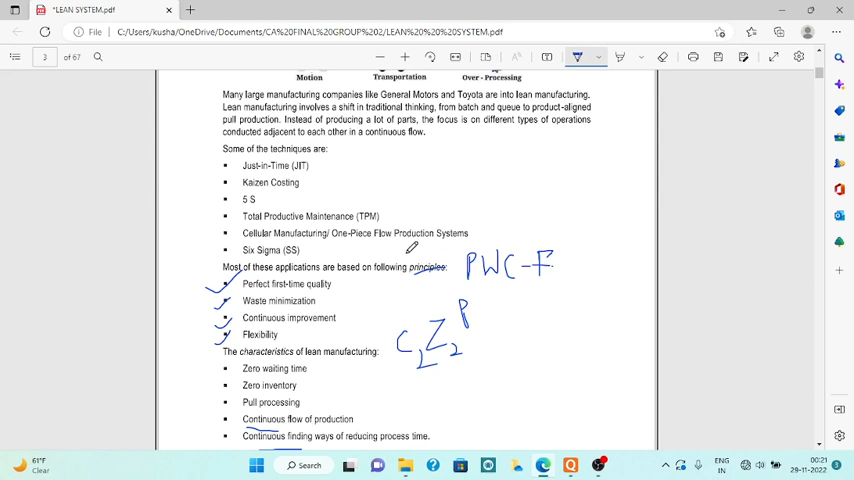 *LEAN SYSTEM.pdf
File
C:/Users/kusha/OneDrive/Documents/CA%20FINAL%20GROUP%202/LEAN%20%20%20SYSTEM.pdf
3 of 67
Motion Transportation Over - Processing
Many large manufacturing companies like General Motors and Toyota are into lean manufacturing.
Lean manufacturing involves a shift in traditional thinking, from batch and queue to product-aligned
pull production. Instead of producing a lot of parts, the focus is on different types of operations
conducted adjacent to each other in a continuous flow.
Some of the techniques are:
▪ Just-in-Time (JIT)
▪ Kaizen Costing
▪ 5 S
▪ Total Productive Maintenance (TPM)
▪ Cellular Manufacturing/ One-Piece Flow Production Systems
▪ Six Sigma (SS)
Most of these applications are based on following principles: PWC-F
▪ Perfect first-time quality
▪ Waste minimization
▪ Continuous improvement
▪ Flexibility
C2Z2P
The characteristics of lean manufacturing:
▪ Zero waiting time
▪ Zero inventory
▪ Pull processing
▪ Continuous flow of production
▪ Continuous finding ways of reducing process time.
61°F
Clear
Search
ENG
IN
00:21
29-11-2022